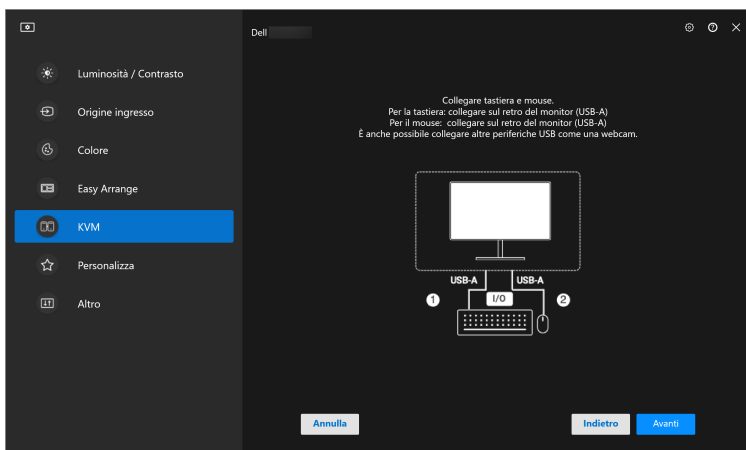 Dell
Luminosità / Contrasto
Origine ingresso
Colore
Easy Arrange
KVM
Personalizza
Altro
Collegare tastiera e mouse.
Per la tastiera: collegare sul retro del monitor (USB-A)
Per il mouse: collegare sul retro del monitor (USB-A)
È anche possibile collegare altre periferiche USB come una webcam.
USB-A USB-A
1 I/O 2
Annulla Indietro Avanti